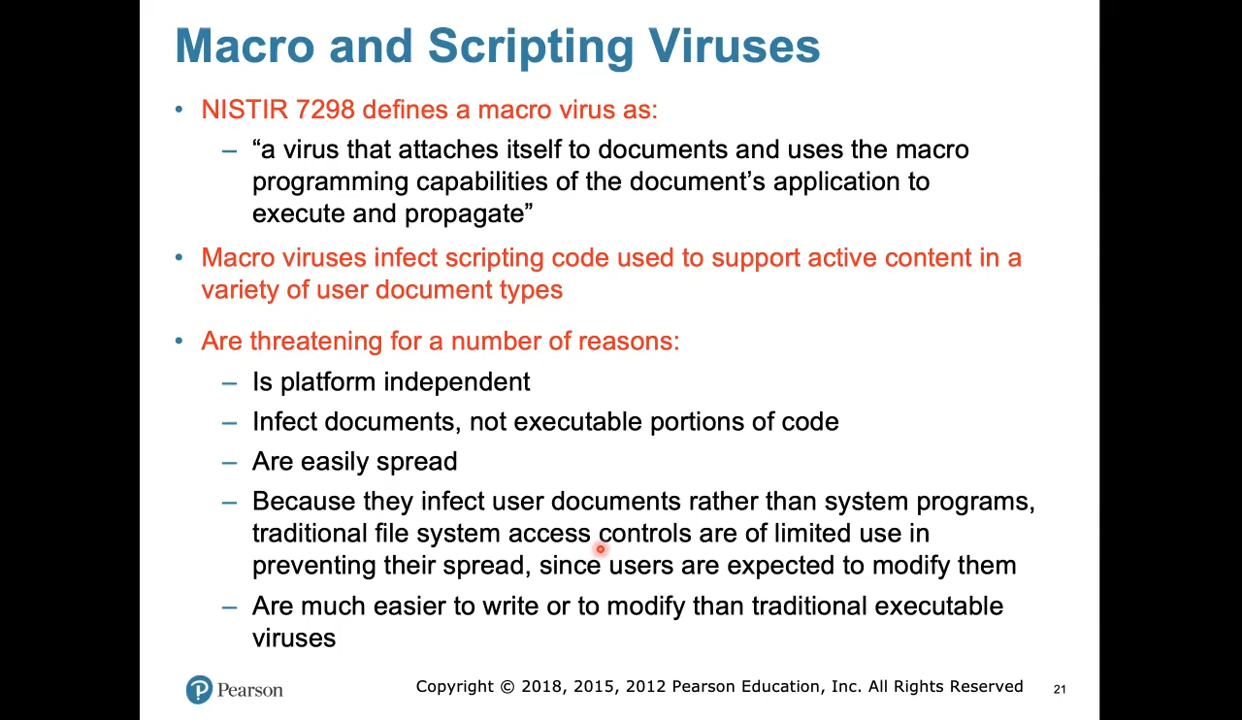 Macro and Scripting Viruses
• NISTIR 7298 defines a macro virus as:
– “a virus that attaches itself to documents and uses the macro
programming capabilities of the document’s application to
execute and propagate”
• Macro viruses infect scripting code used to support active content in a
variety of user document types
• Are threatening for a number of reasons:
– Is platform independent
– Infect documents, not executable portions of code
– Are easily spread
– Because they infect user documents rather than system programs,
traditional file system access controls are of limited use in
preventing their spread, since users are expected to modify them
– Are much easier to write or to modify than traditional executable
viruses
P Pearson
Copyright © 2018, 2015, 2012 Pearson Education, Inc. All Rights Reserved
21